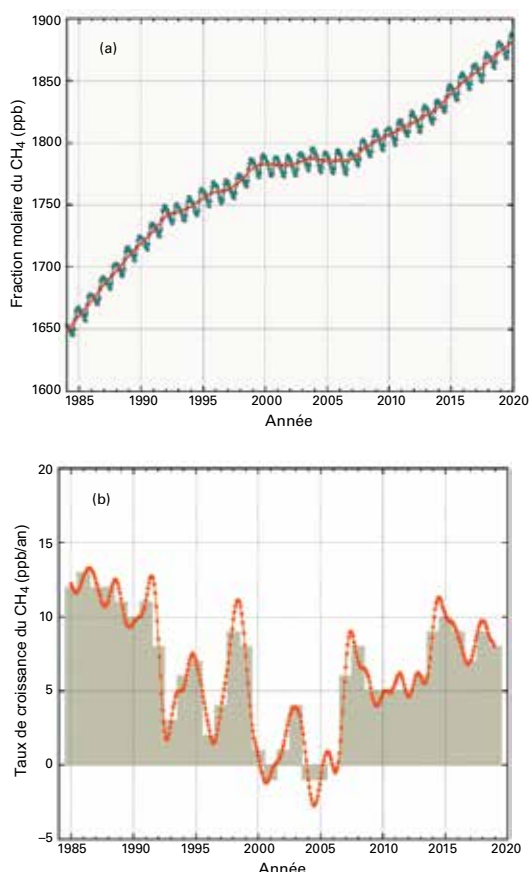 1900
(a)
1850
1800
1750
1700
1650
1600
Fraction molaire du CH4 (ppb)
1985 1990 1995 2000 2005 2010 2015 2020
Année
20
(b)
15
10
5
0
–5
Taux de croissance du CH4 (ppb/an)
1985 1990 1995 2000 2005 2010 2015 2020
Année